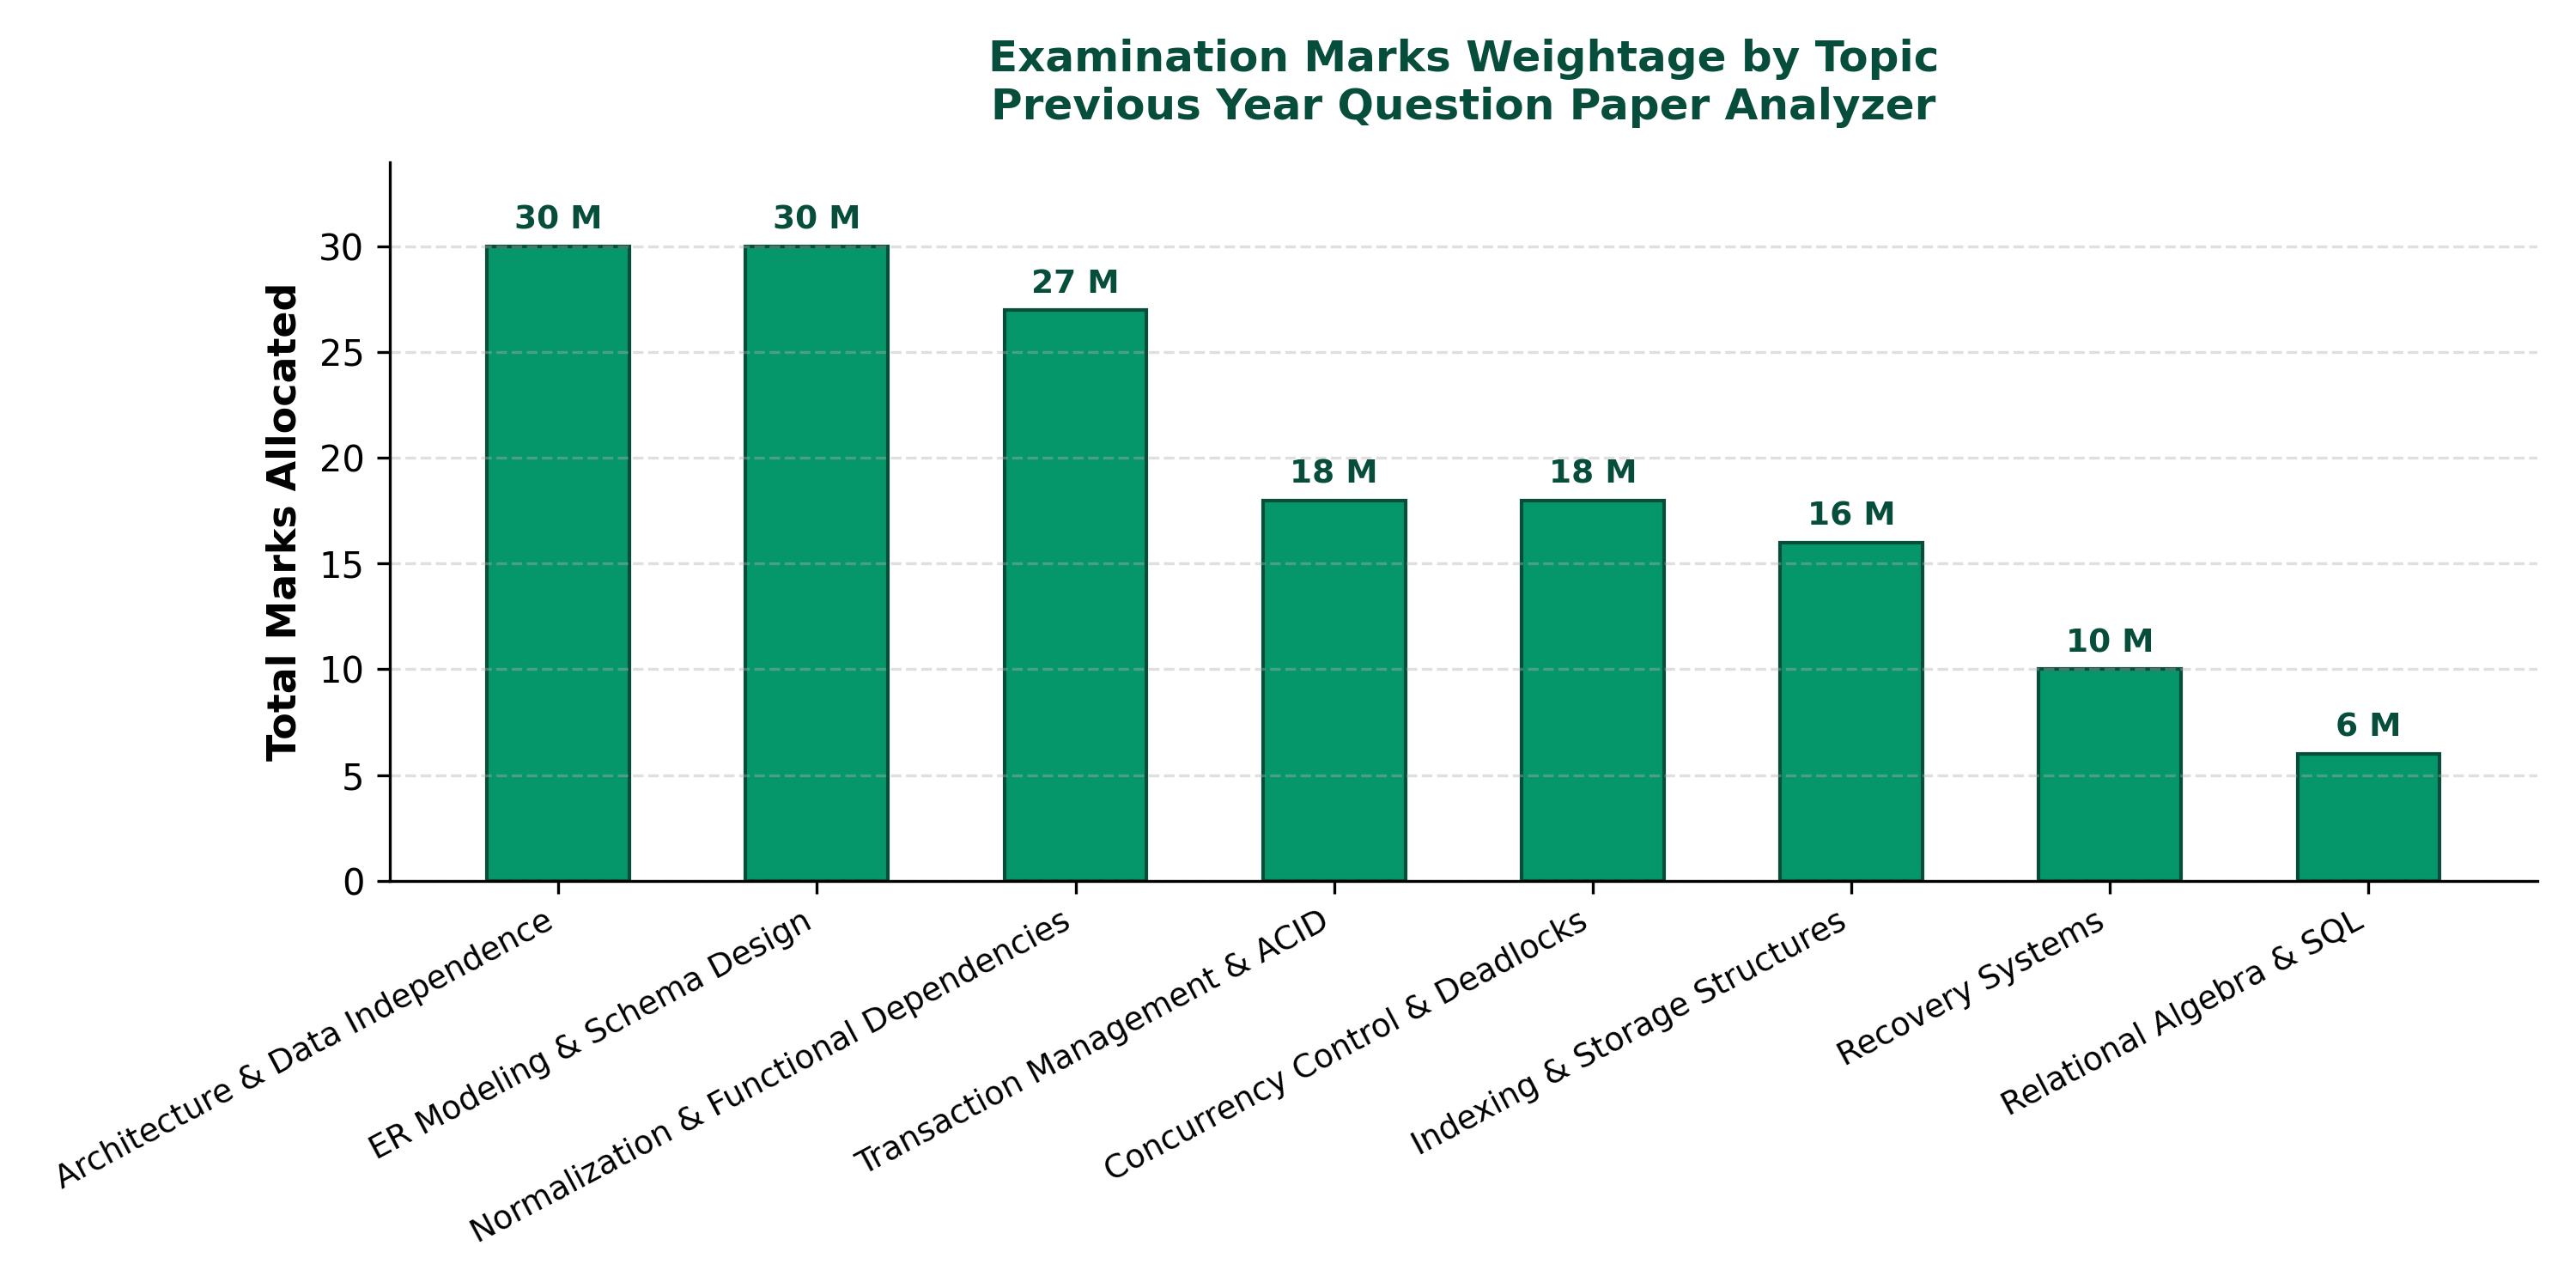 Examination Marks Weightage by Topic
Previous Year Question Paper Analyzer
Total Marks Allocated
30
25
20
15
10
5
0
30 M
30 M
27 M
18 M
18 M
16 M
10 M
6 M
Architecture & Data Independence
ER Modeling & Schema Design
Normalization & Functional Dependencies
Transaction Management & ACID
Concurrency Control & Deadlocks
Indexing & Storage Structures
Recovery Systems
Relational Algebra & SQL